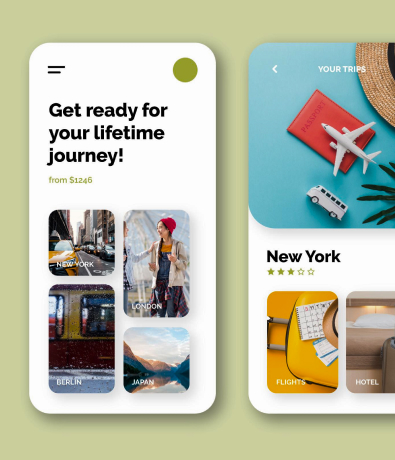 Get ready for
your lifetime
journey!
from $1246
NEW YORK
LONDON
BERLIN
JAPAN
YOUR TRIPS
PASSPORT
New York
FLIGHTS
HOTEL